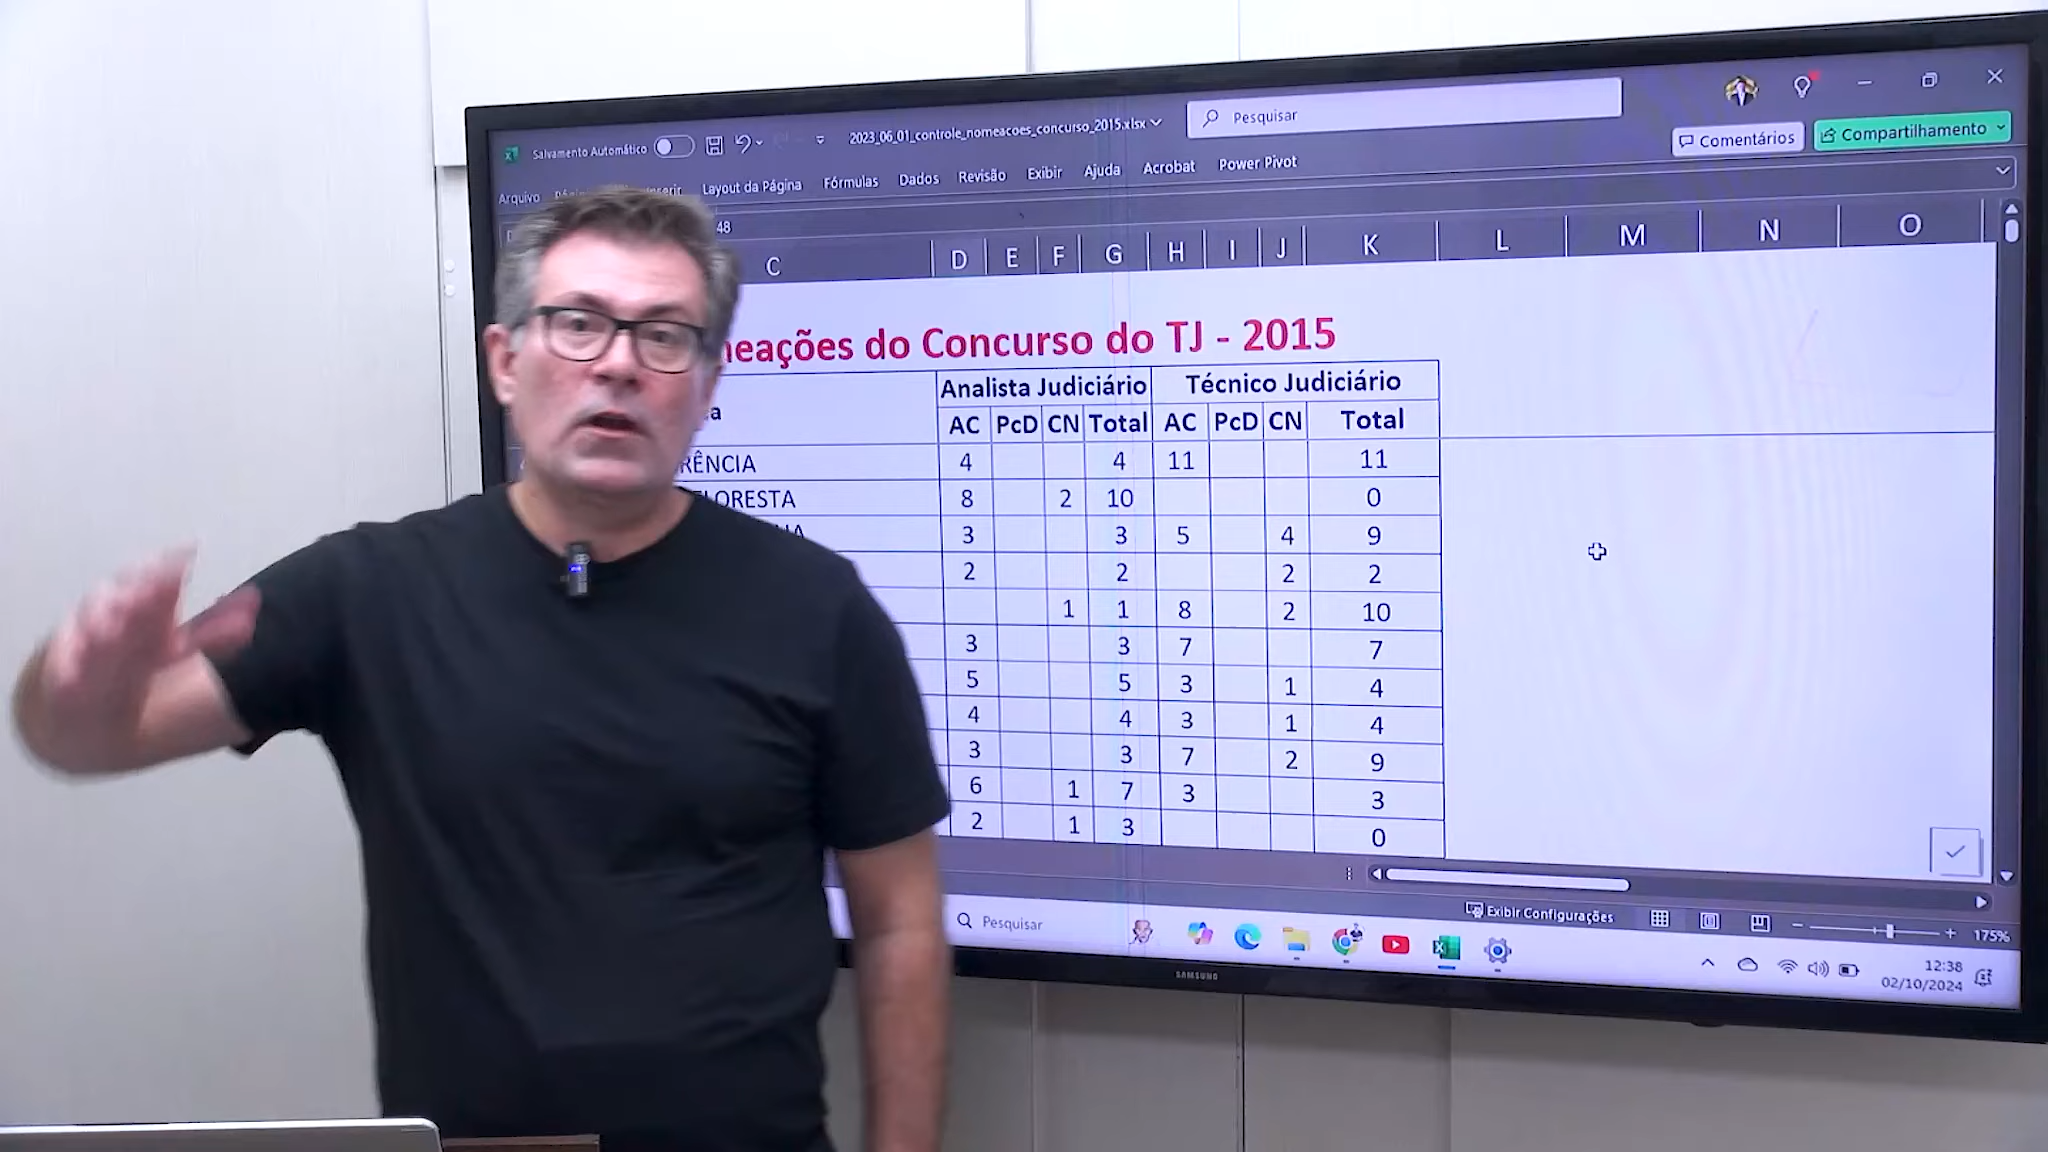 Salvamento Automático
2023_06_01_controle_nomeacoes_concurso_2015.xlsx
Pesquisar
Comentários
Compartilhamento
Arquivo
Layout da Página Fórmulas Dados Revisão Exibir Ajuda Acrobat Power Pivot
48
C D E F G H I J K L M N O
do Concurso do TJ - 2015
Analista Judiciário Técnico Judiciário
AC PcD CN Total AC PcD CN Total
4 4 11 11
8 2 10 0
3 3 5 4 9
2 2 2 2
1 1 8 2 10
3 3 7 7
5 5 3 1 4
4 4 3 1 4
3 3 7 2 9
6 1 7 3 3
2 1 3 0
Exibir Configurações
175%
Pesquisar
12:38
02/10/2024
SAMSUNG